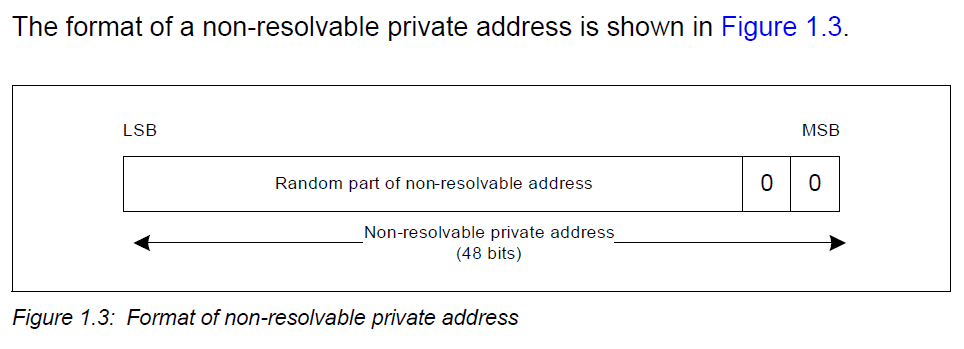 The format of a non-resolvable private address is shown in Figure 1.3.
LSB MSB
Random part of non-resolvable address 0 0
Non-resolvable private address
(48 bits)
Figure 1.3: Format of non-resolvable private address